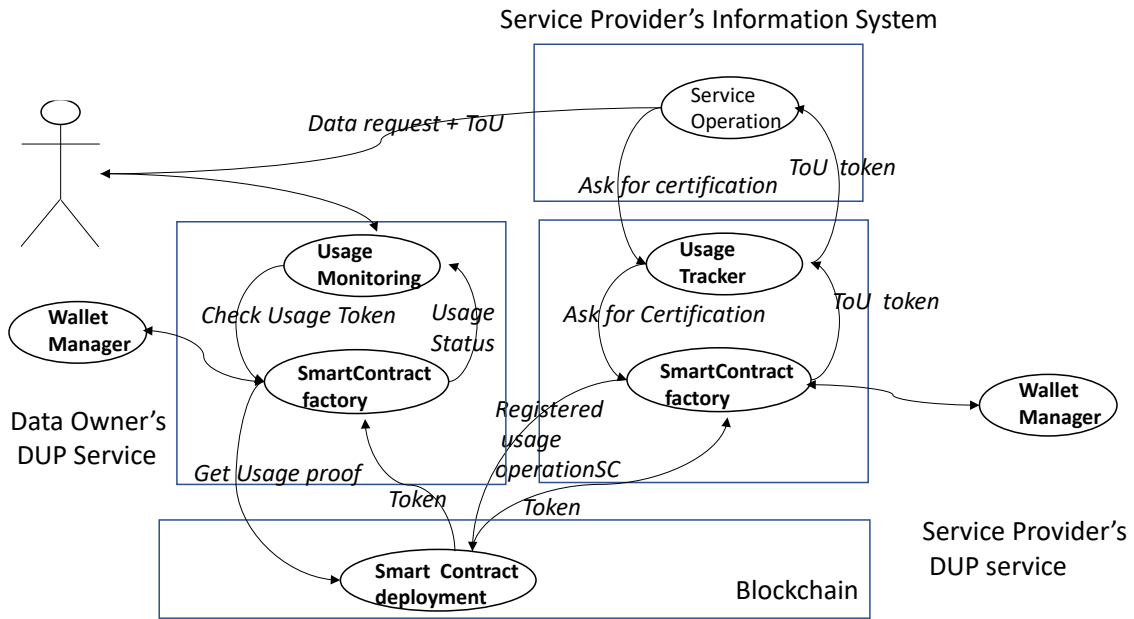 Service Provider's Information System
Service
Operation
Data request + ToU
ToU token
Ask for certification
Usage
Monitoring
Usage
Tracker
Check Usage Token
Usage
Status
Ask for Certification
ToU token
Wallet
Manager
SmartContract
factory
SmartContract
factory
Wallet
Manager
Data Owner's
DUP Service
Registered
usage
operationSC
Get Usage proof
Token
Token
Service Provider's
DUP service
Smart Contract
deployment
Blockchain